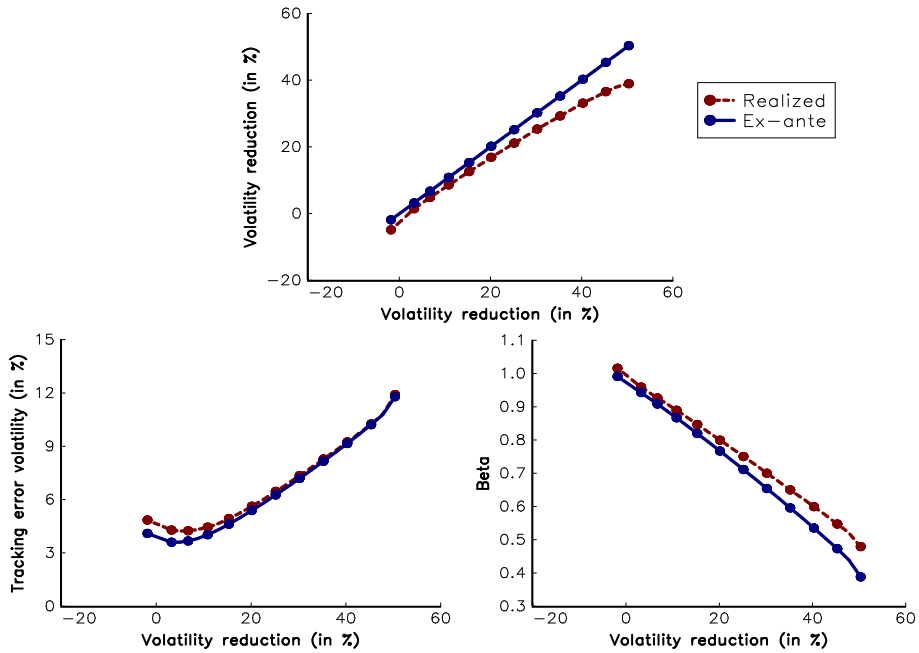 60
40
20
0
−20
Volatility reduction (in %)
−20 0 20 40 60
Volatility reduction (in %)
Realized
Ex−ante
15
12
9
6
3
0
Tracking error volatility (in %)
−20 0 20 40 60
Volatility reduction (in %)
1.1
1.0
0.9
0.8
0.7
0.6
0.5
0.4
0.3
Beta
−20 0 20 40 60
Volatility reduction (in %)